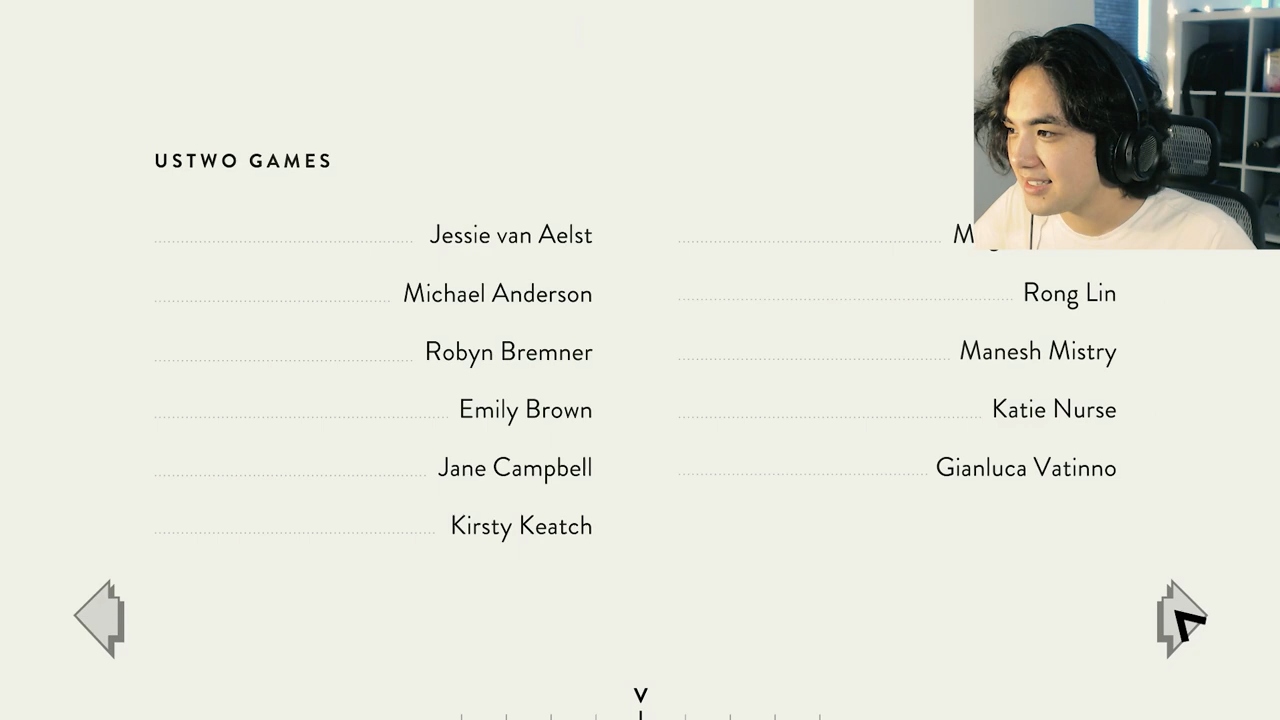 USTWO GAMES
Jessie van Aelst
Michael Anderson
Robyn Bremner
Emily Brown
Jane Campbell
Kirsty Keatch
Rong Lin
Manesh Mistry
Katie Nurse
Gianluca Vatinno
V